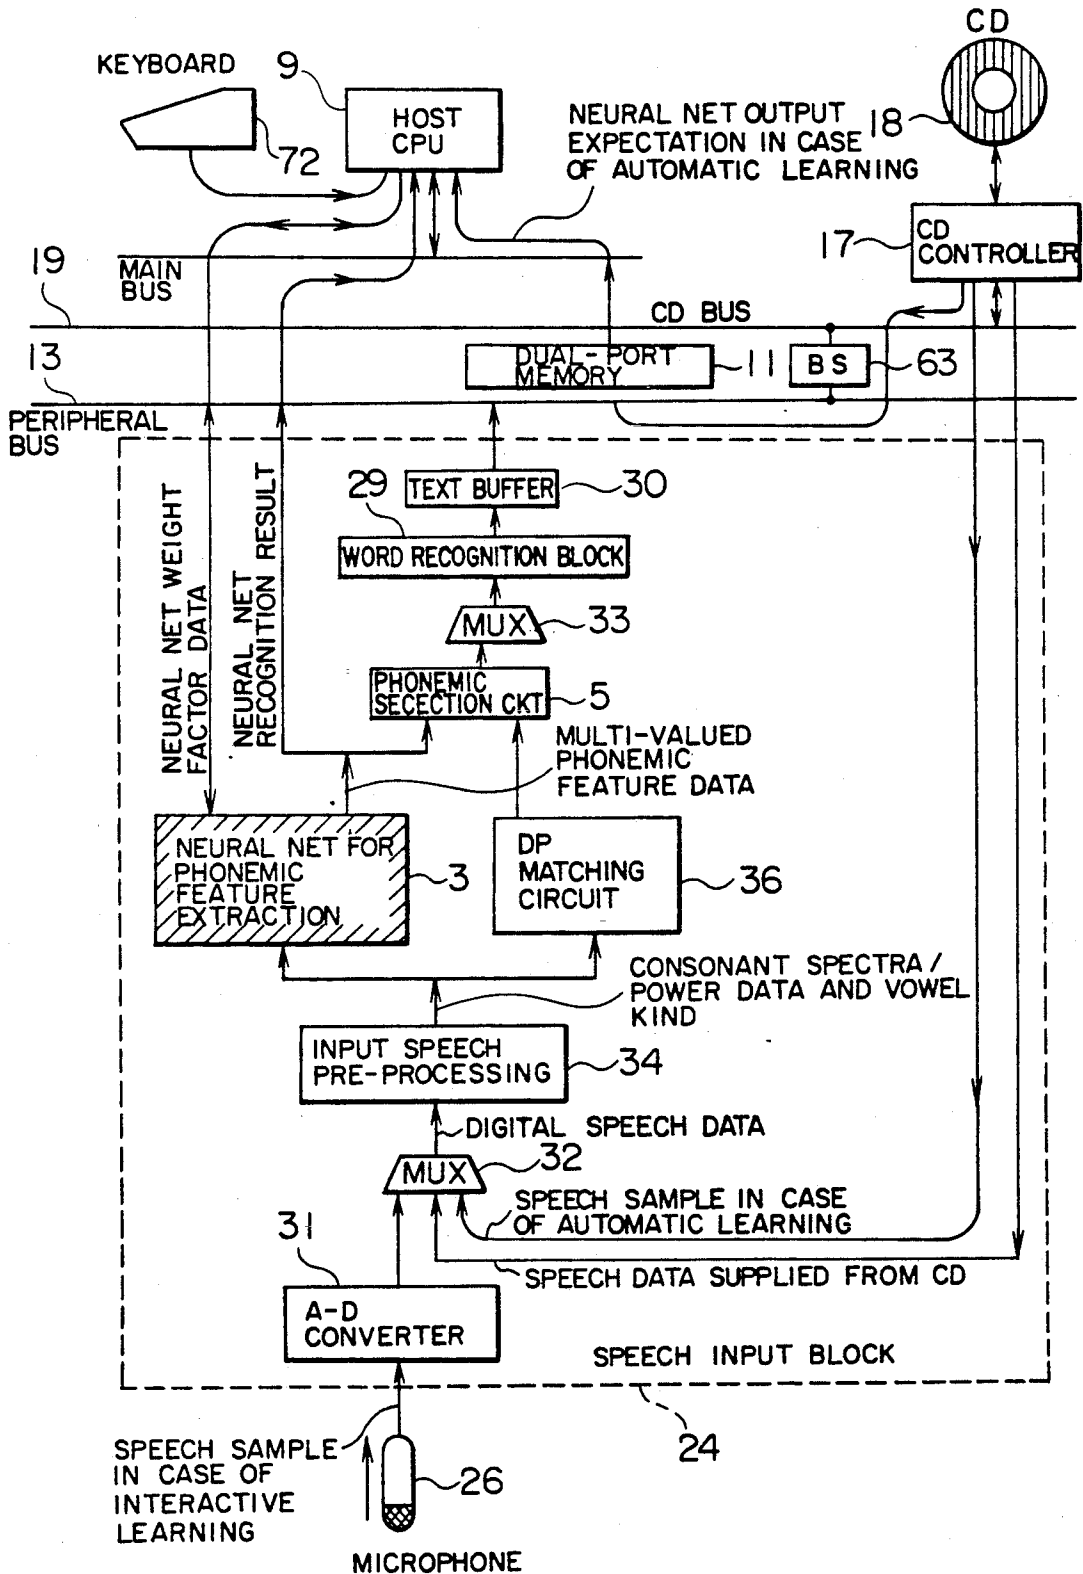 CD
KEYBOARD
9
HOST
CPU
72
NEURAL NET OUTPUT
EXPECTATION IN CASE
OF AUTOMATIC LEARNING
18
17
CD
CONTROLLER
19
MAIN
BUS
CD BUS
13
DUAL-PORT
MEMORY
11
BS
63
PERIPHERAL
BUS
29
TEXT BUFFER
30
WORD RECOGNITION BLOCK
MUX
33
PHONEMIC
SECECTION CKT
5
NEURAL NET WEIGHT
FACTOR DATA
NEURAL NET
RECOGNITION RESULT
MULTI-VALUED
PHONEMIC
FEATURE DATA
NEURAL NET FOR
PHONEMIC
FEATURE
EXTRACTION
3
DP
MATCHING
CIRCUIT
36
CONSONANT SPECTRA/
POWER DATA AND VOWEL
KIND
INPUT SPEECH
PRE-PROCESSING
34
DIGITAL SPEECH DATA
MUX
32
SPEECH SAMPLE IN CASE
OF AUTOMATIC LEARNING
31
SPEECH DATA SUPPLIED FROM CD
A-D
CONVERTER
SPEECH INPUT BLOCK
24
SPEECH SAMPLE
IN CASE OF
INTERACTIVE
LEARNING
26
MICROPHONE